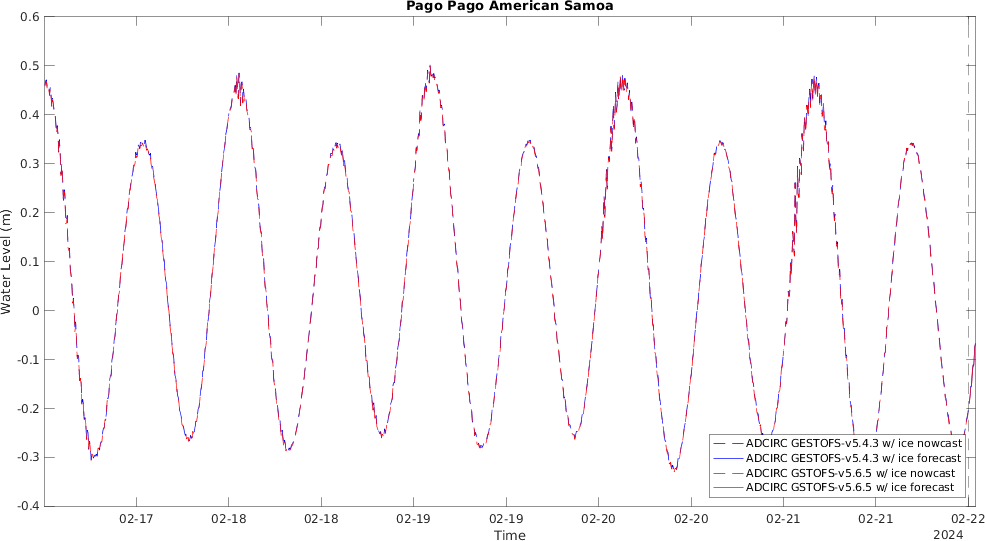 Pago Pago American Samoa
0.6
0.5
0.4
0.3
0.2
0.1
0
-0.1
-0.2
-0.3
-0.4
Water Level (m)
ADCIRC GESTOFS-v5.4.3 w/ ice nowcast
ADCIRC GESTOFS-v5.4.3 w/ ice forecast
ADCIRC GSTOFS-v5.6.5 w/ ice nowcast
ADCIRC GSTOFS-v5.6.5 w/ ice forecast
02-17 02-18 02-18 02-19 02-19 02-20 02-20 02-21 02-21 02-22
Time
2024